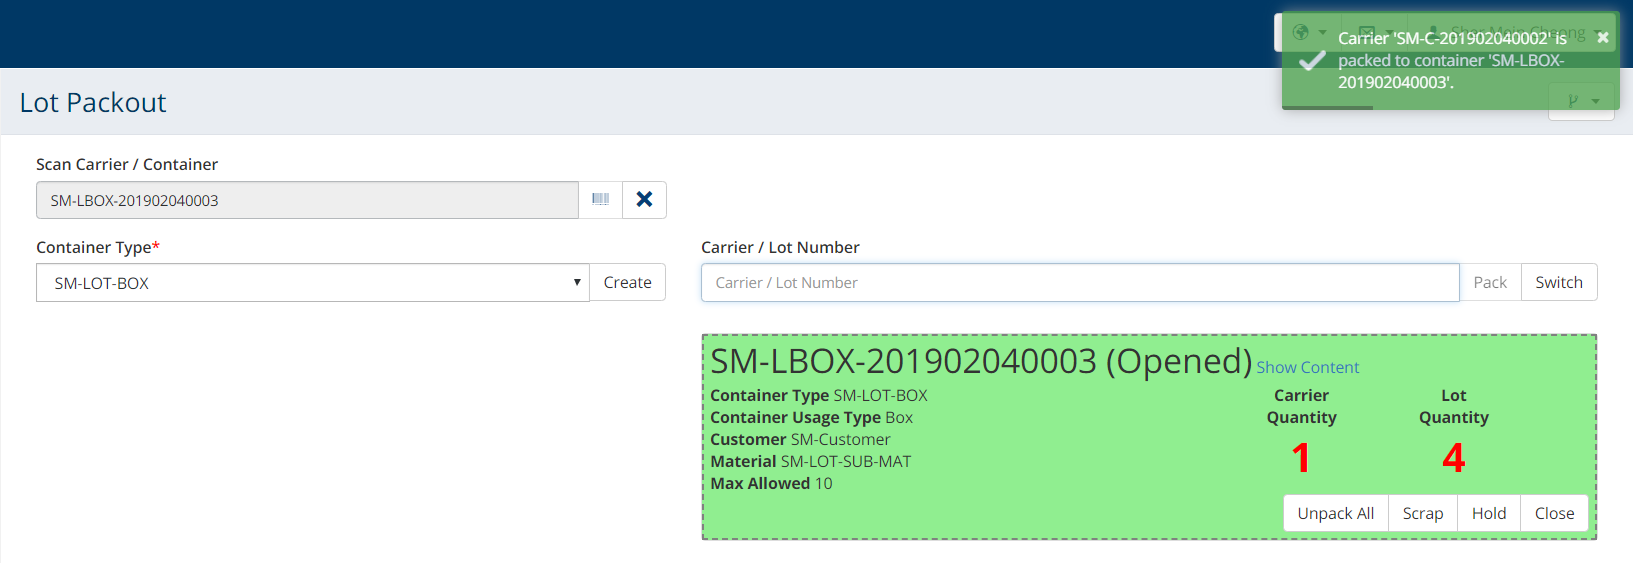 Carrier 'SM-C-201902040002' is
packed to container 'SM-LBOX-
201902040003'.
Lot Packout
Scan Carrier / Container
SM-LBOX-201902040003
Container Type*
SM-LOT-BOX
Create
Carrier / Lot Number
Carrier / Lot Number
Pack
Switch
SM-LBOX-201902040003 (Opened) Show Content
Container Type SM-LOT-BOX
Container Usage Type Box
Customer SM-Customer
Material SM-LOT-SUB-MAT
Max Allowed 10
Carrier
Quantity
1
Lot
Quantity
4
Unpack All
Scrap
Hold
Close